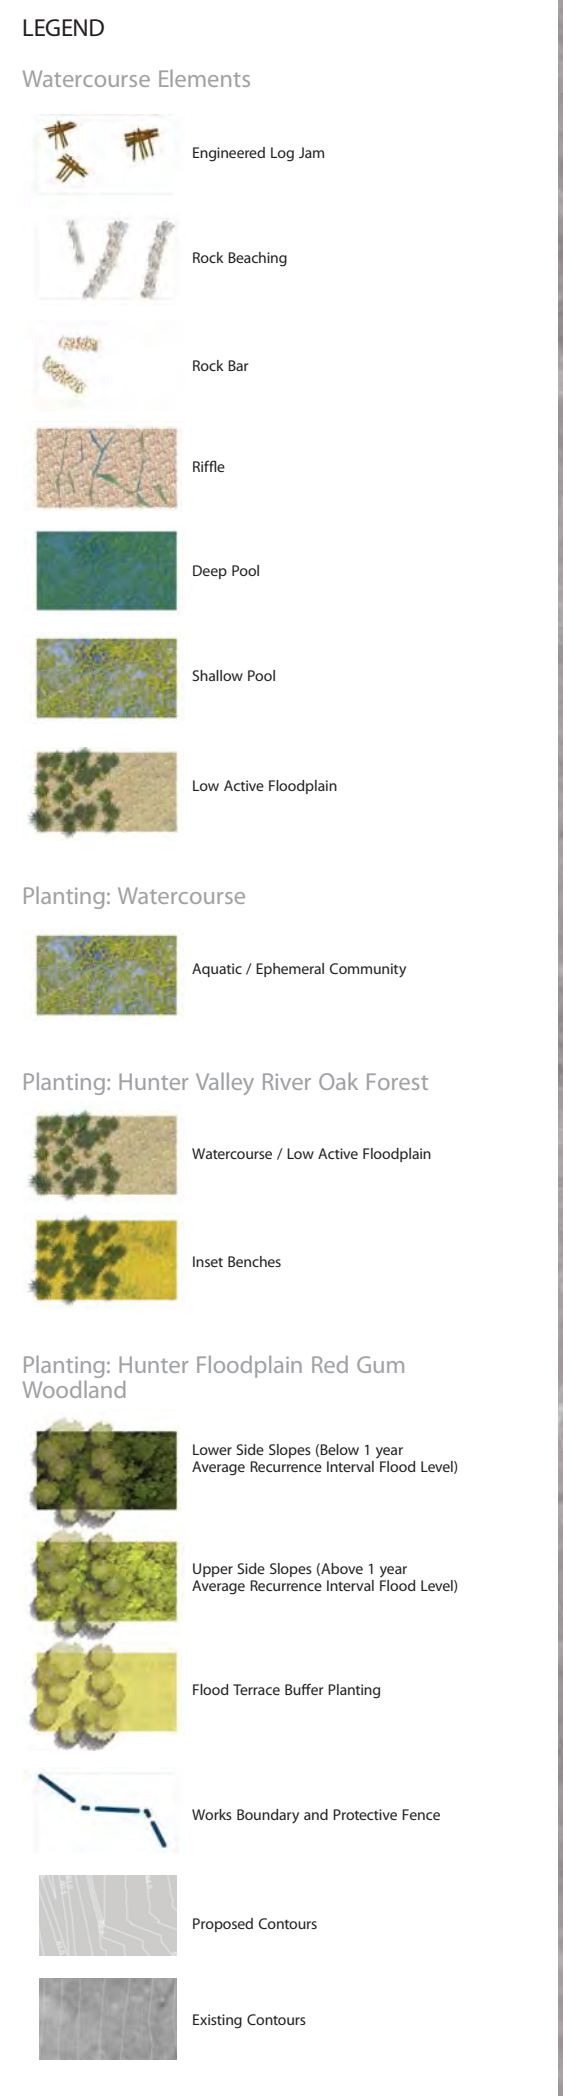 LEGEND
Watercourse Elements
Engineered Log Jam
Rock Beaching
Rock Bar
Riffle
Deep Pool
Shallow Pool
Low Active Floodplain
Planting: Watercourse
Aquatic / Ephemeral Community
Planting: Hunter Valley River Oak Forest
Watercourse / Low Active Floodplain
Inset Benches
Planting: Hunter Floodplain Red Gum
Woodland
Lower Side Slopes (Below 1 year
Average Recurrence Interval Flood Level)
Upper Side Slopes (Above 1 year
Average Recurrence Interval Flood Level)
Flood Terrace Buffer Planting
Works Boundary and Protective Fence
Proposed Contours
Existing Contours